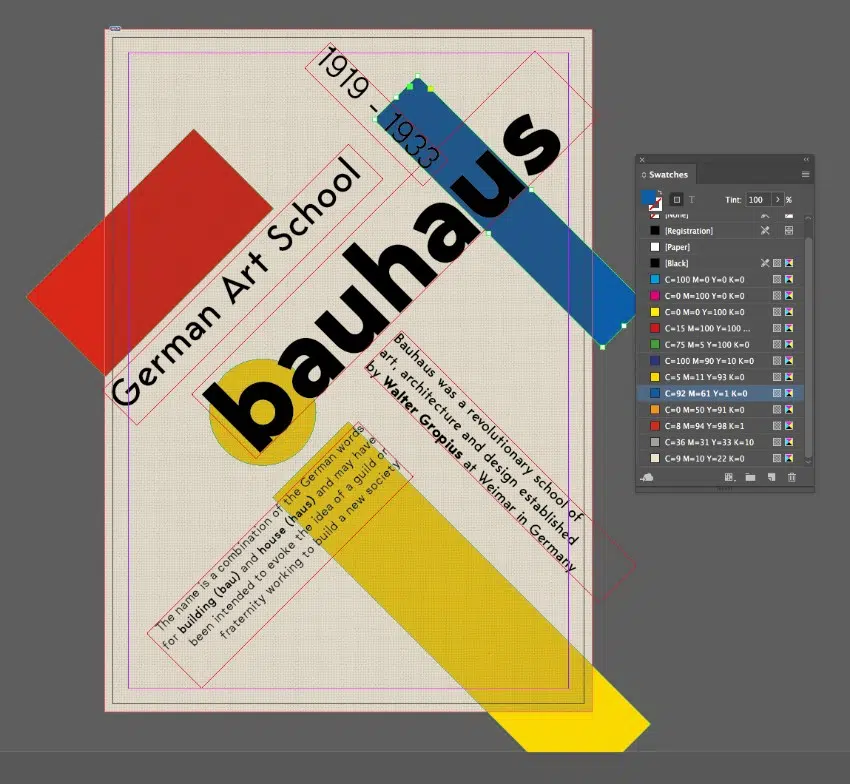 1919 - 1933
German Art School
bauhaus
Bauhaus was a revolutionary school of
art, architecture and design established
by Walter Gropius at Weimar in Germany
The name is a combination of the German words
for building (bau) and house (haus) and may have
been intended to evoke the idea of a guild or
fraternity working to build a new society
Swatches
Tint: 100 > %
[None]
[Registration]
[Paper]
[Black]
C=100 M=0 Y=0 K=0
C=0 M=100 Y=0 K=0
C=0 M=0 Y=100 K=0
C=15 M=100 Y=100 ...
C=75 M=5 Y=100 K=0
C=100 M=90 Y=10 K=0
C=5 M=11 Y=93 K=0
C=92 M=61 Y=1 K=0
C=0 M=50 Y=91 K=0
C=8 M=94 Y=98 K=1
C=36 M=31 Y=33 K=10
C=9 M=10 Y=22 K=0